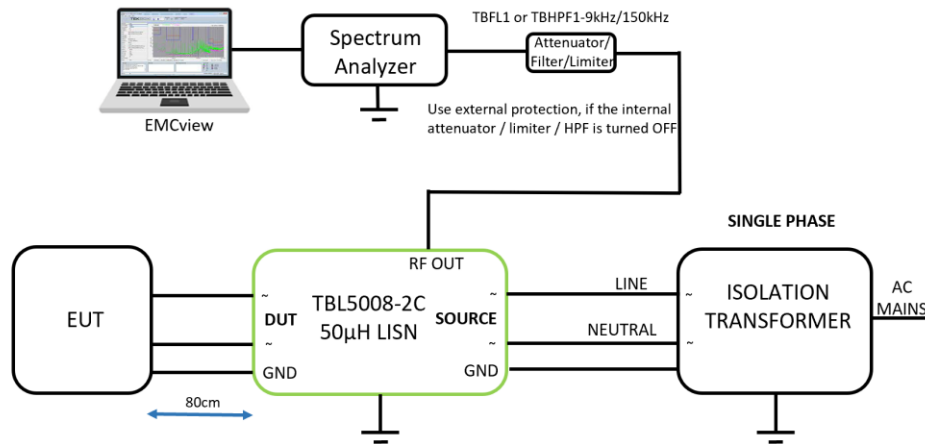 TBFL1 or TBHPF1-9kHz/150kHz
Spectrum
Analyzer
Attenuator/
Filter/Limiter
EMCview
Use external protection, if the internal
attenuator / limiter / HPF is turned OFF
SINGLE PHASE
RF OUT
EUT
~
~
DUT
GND
TBL5008-2C
50µH LISN
~
SOURCE
~
GND
LINE
NEUTRAL
~
~
ISOLATION
TRANSFORMER
AC
MAINS
80cm